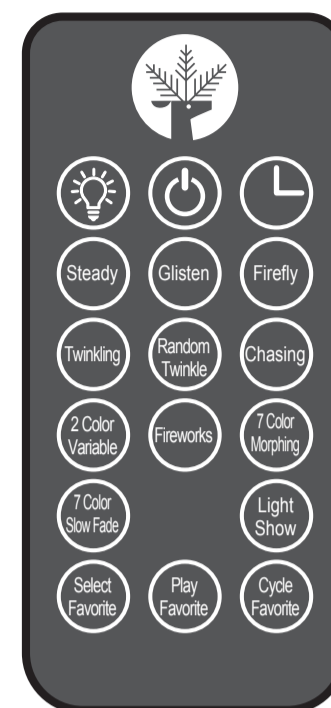 Steady
Glisten
Firefly
Twinkling
Random
Twinkle
Chasing
2 Color
Variable
Fireworks
7 Color
Morphing
7 Color
Slow Fade
Light
Show
Select
Favorite
Play
Favorite
Cycle
Favorite